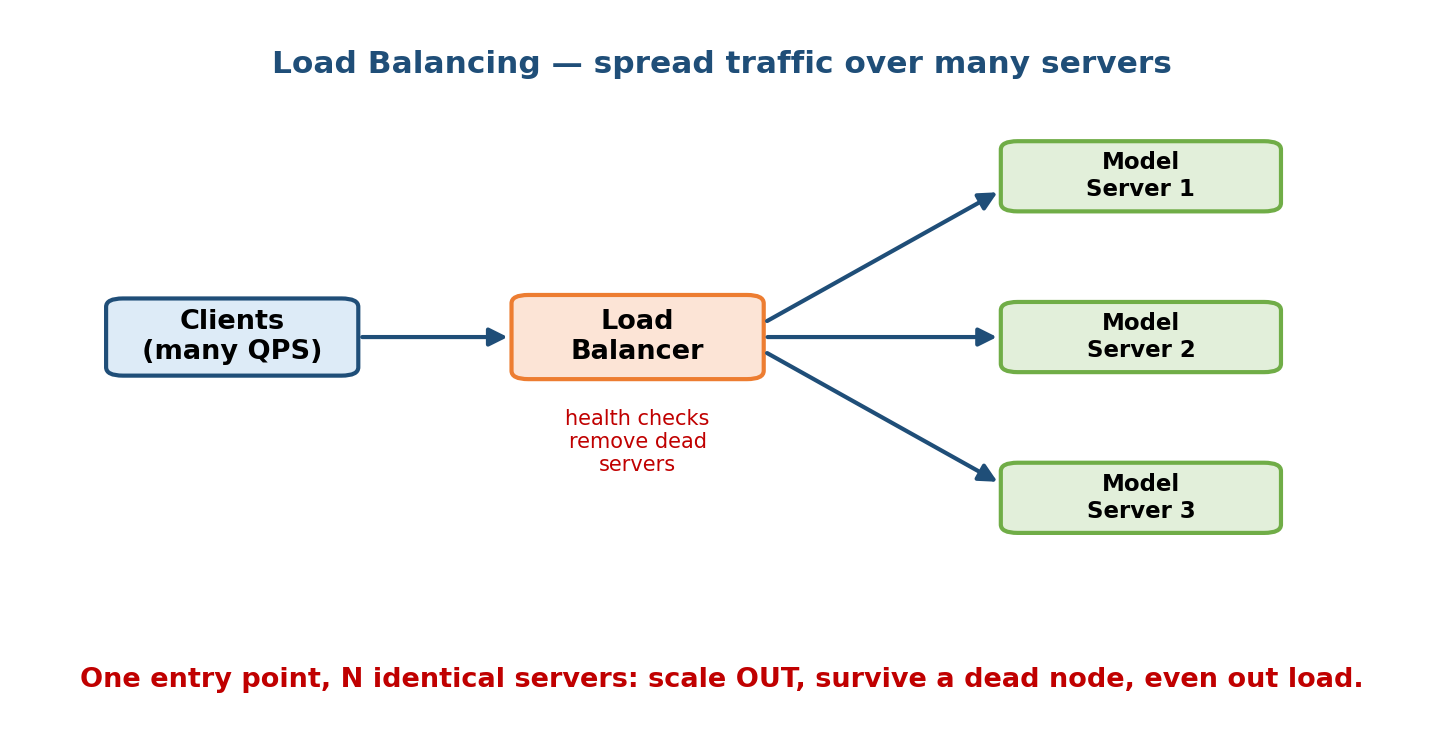 Load Balancing — spread traffic over many servers
Model
Server 1
Clients
(many QPS)
Load
Balancer
Model
Server 2
health checks
remove dead
servers
Model
Server 3
One entry point, N identical servers: scale OUT, survive a dead node, even out load.